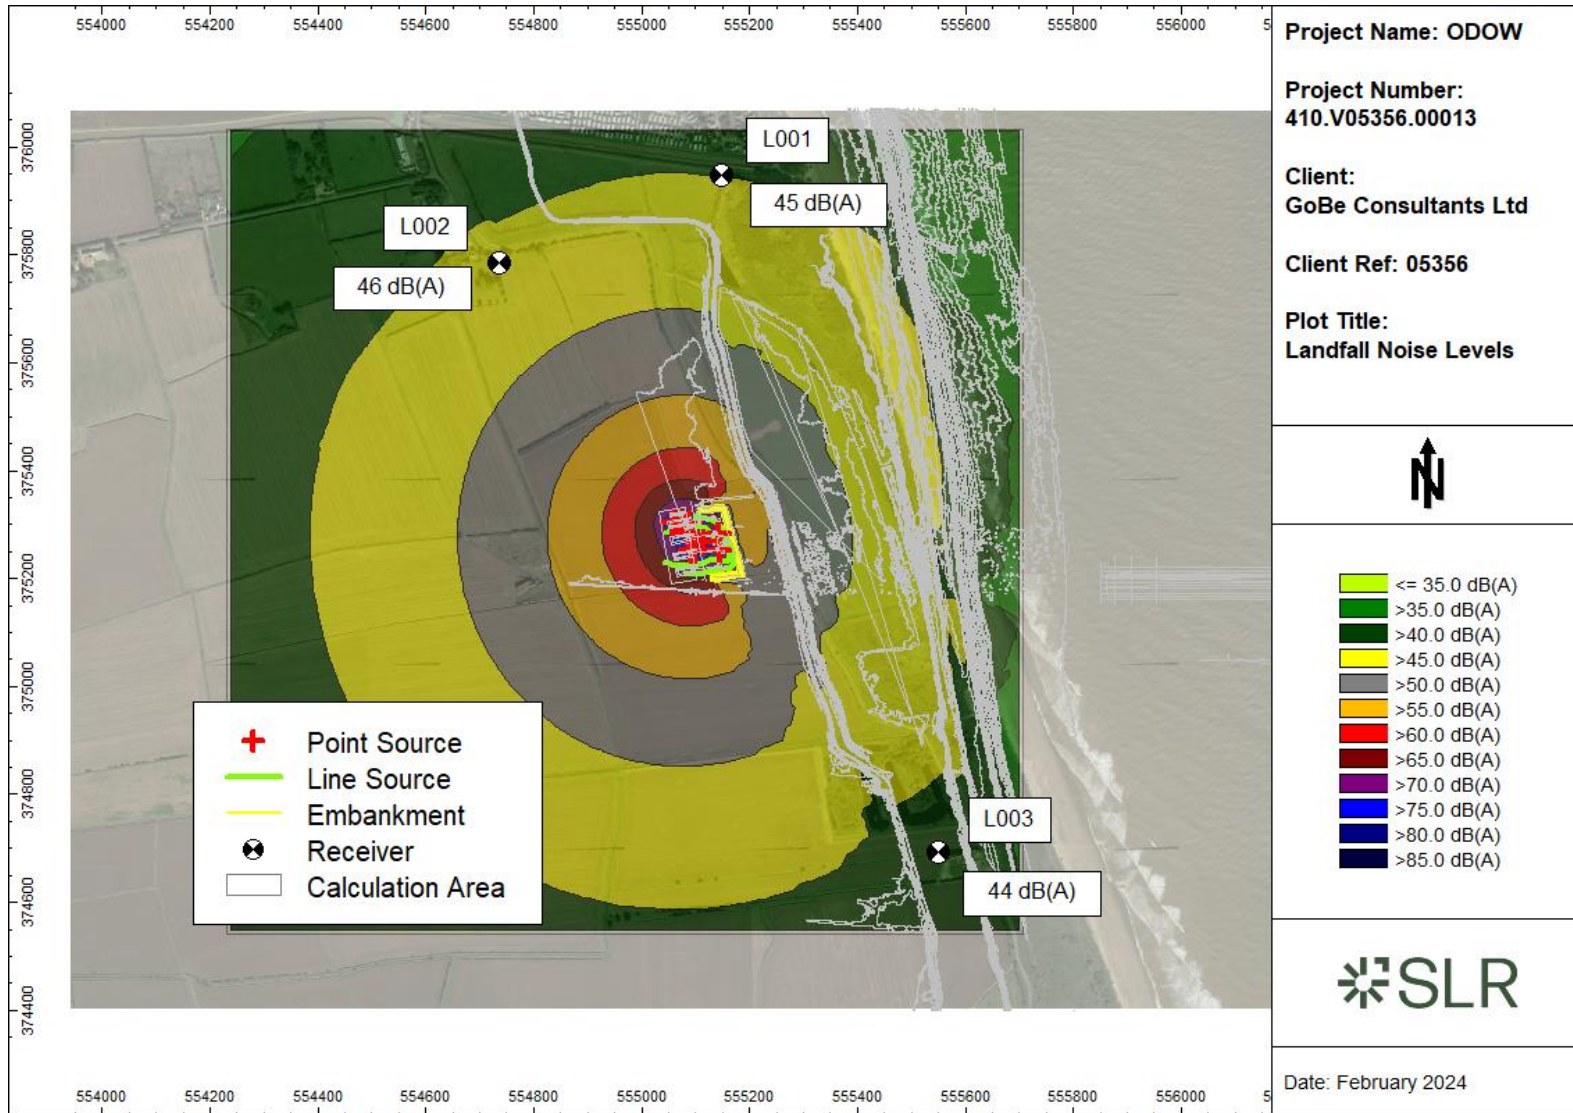 554000 554200 554400 554600 554800 555000 555200 555400 555600 555800 556000 5
376000
375800
375600
375400
375200
375000
374800
374600
374400
L001
45 dB(A)
L002
46 dB(A)
L003
44 dB(A)
Point Source
Line Source
Embankment
Receiver
Calculation Area
554000 554200 554400 554600 554800 555000 555200 555400 555600 555800 556000
Project Name: ODOW
Project Number:
410.V05356.00013
Client:
GoBe Consultants Ltd
Client Ref: 05356
Plot Title:
Landfall Noise Levels
N
<= 35.0 dB(A)
>35.0 dB(A)
>40.0 dB(A)
>45.0 dB(A)
>50.0 dB(A)
>55.0 dB(A)
>60.0 dB(A)
>65.0 dB(A)
>70.0 dB(A)
>75.0 dB(A)
>80.0 dB(A)
>85.0 dB(A)
SLR
Date: February 2024